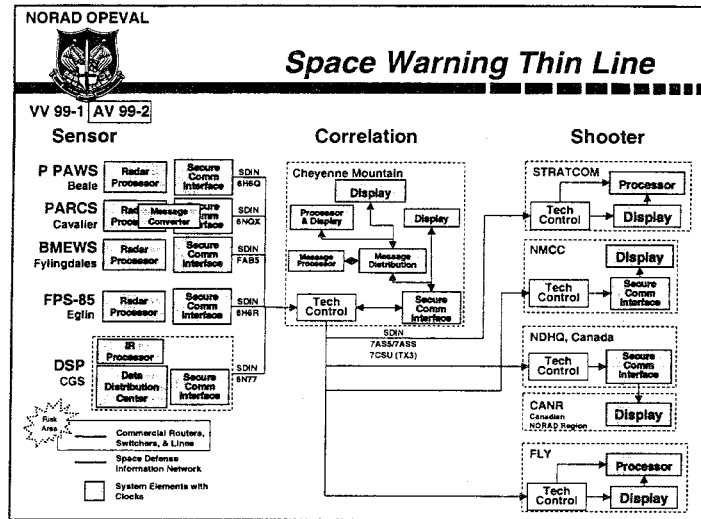 NORAD OPEVAL
Space Warning Thin Line
VV 99-1 AV 99-2
Sensor
Correlation
Shooter
P PAWS
Beale
Radar
Processor
Secure
Comm
Interface
SDIN
6H6Q
PARCS
Cavalier
Message
Converter
SDIN
6NQX
BMEWS
Fylingdales
Radar
Processor
Secure
Comm
Interface
SDIN
FAB5
FPS-85
Eglin
Radar
Processor
Secure
Comm
Interface
SDIN
6H6R
DSP
CGS
IR
Processor
Data
Distribution
Center
Secure
Comm
Interface
SDIN
6N77
Cheyenne Mountain
Display
Processor
& Display
Display
Message
Processor
Message
Distribution
Tech
Control
Secure
Comm
Interface
SDIN
7ASS/7ASS
7CSU (TX3)
STRATCOM
Processor
Tech
Control
Display
NMCC
Display
Tech
Control
Secure
Comm
Interface
NDHQ, Canada
Tech
Control
Secure
Comm
Interface
CANR
Canadian
NORAD Region
Display
FLY
Processor
Tech
Control
Display
Risk
Area
Commercial Routers,
Switchers, & Lines
Space Defense
Information Network
System Elements with
Clocks